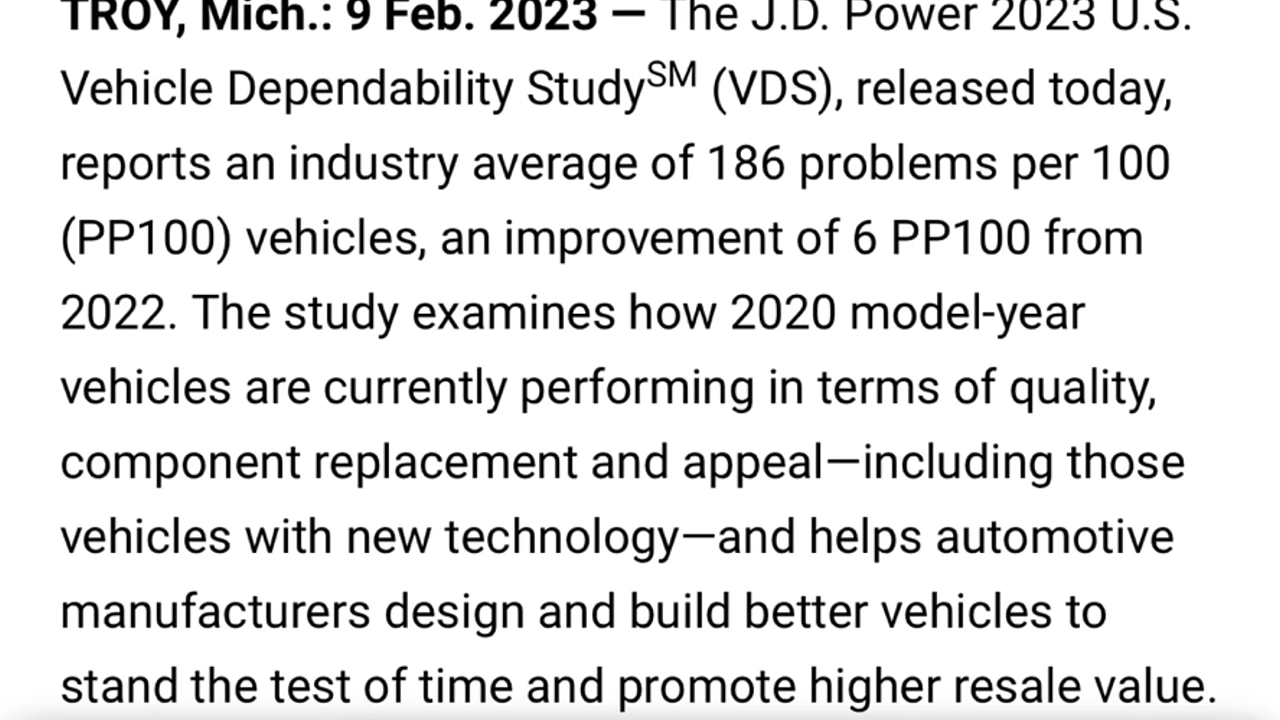 TROY, Mich.: 9 Feb. 2023 — The J.D. Power 2023 U.S.
Vehicle Dependability StudySM (VDS), released today,
reports an industry average of 186 problems per 100
(PP100) vehicles, an improvement of 6 PP100 from
2022. The study examines how 2020 model-year
vehicles are currently performing in terms of quality,
component replacement and appeal—including those
vehicles with new technology—and helps automotive
manufacturers design and build better vehicles to
stand the test of time and promote higher resale value.